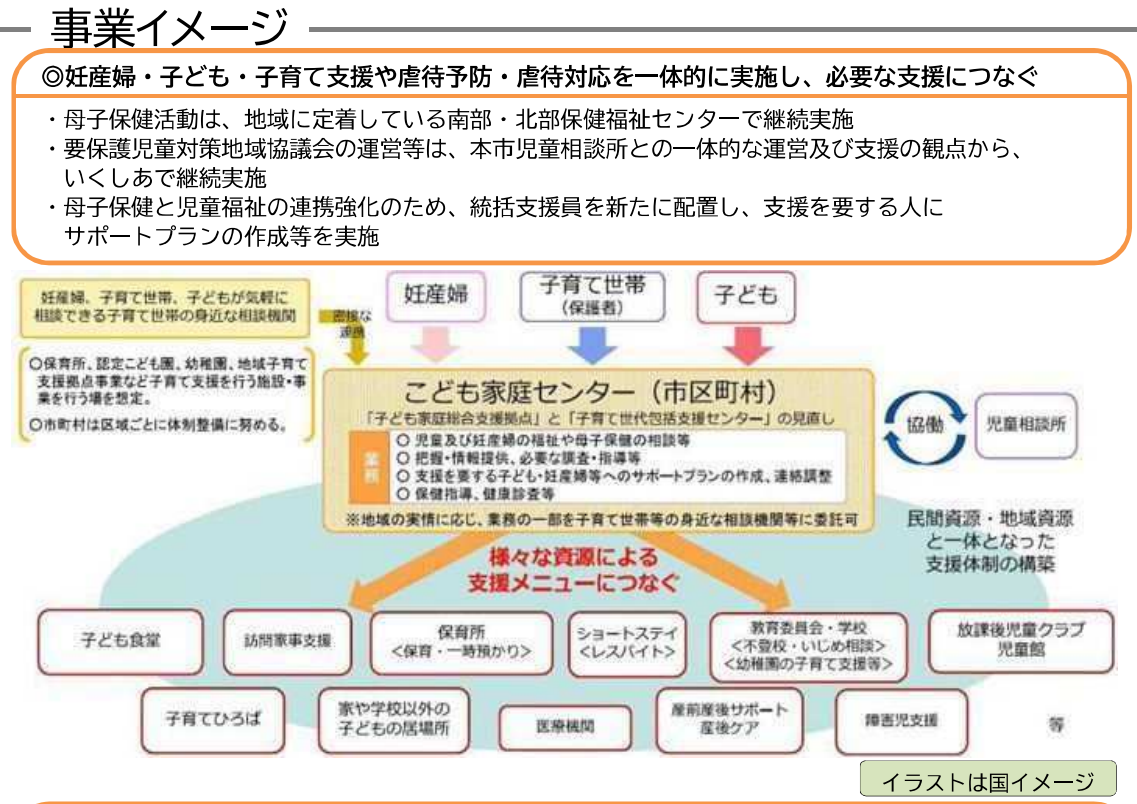 事業イメージ
◎妊産婦・子ども・子育て支援や虐待予防・虐待対応を一体的に実施し、必要な支援につなぐ
・母子保健活動は、地域に定着している南部・北部保健福祉センターで継続実施
・要保護児童対策地域協議会の運営等は、本市児童相談所との一体的な運営及び支援の観点から、
いくしあで継続実施
・母子保健と児童福祉の連携強化のため、統括支援員を新たに配置し、支援を要する人に
サポートプランの作成等を実施
妊産婦、子育て世帯、子どもが気軽に
相談できる子育て世帯の身近な相談機関
密接な
連携
妊産婦
子育て世帯
（保護者）
子ども
〇保育所、認定こども園、幼稚園、地域子育て
支援拠点事業など子育て支援を行う施設・事
業を行う場を想定。
〇市町村は区域ごとに体制整備に努める。
こども家庭センター（市区町村）
「子ども家庭総合支援拠点」と「子育て世代包括支援センター」の見直し
業務
〇 児童及び妊産婦の福祉や母子保健の相談等
〇 把握・情報提供、必要な調査・指導等
〇 支援を要する子ども・妊産婦等へのサポートプランの作成、連絡調整
〇 保健指導、健康診査等
※地域の実情に応じ、業務の一部を子育て世帯等の身近な相談機関等に委託可
協働
児童相談所
民間資源・地域資源
と一体となった
支援体制の構築
様々な資源による
支援メニューにつなぐ
子ども食堂
訪問家事支援
保育所
＜保育・一時預かり＞
ショートステイ
＜レスパイト＞
教育委員会・学校
＜不登校・いじめ相談＞
＜幼稚園の子育て支援等＞
放課後児童クラブ
児童館
子育てひろば
家や学校以外の
子どもの居場所
医療機関
産前産後サポート
産後ケア
障害児支援
等
イラストは国イメージ